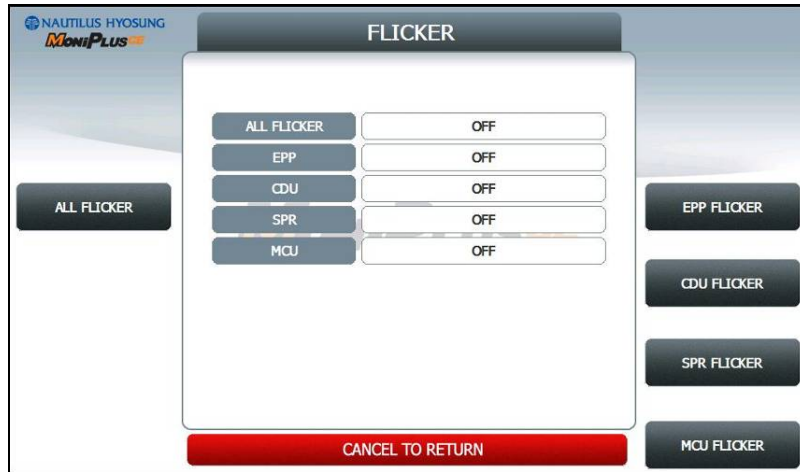 NAUTILUS HYOSUNG
MoniPlusCE
FLICKER
ALL FLICKER OFF
EPP OFF
CDU OFF
SPR OFF
MCU OFF
ALL FLICKER
EPP FLICKER
CDU FLICKER
SPR FLICKER
MCU FLICKER
CANCEL TO RETURN